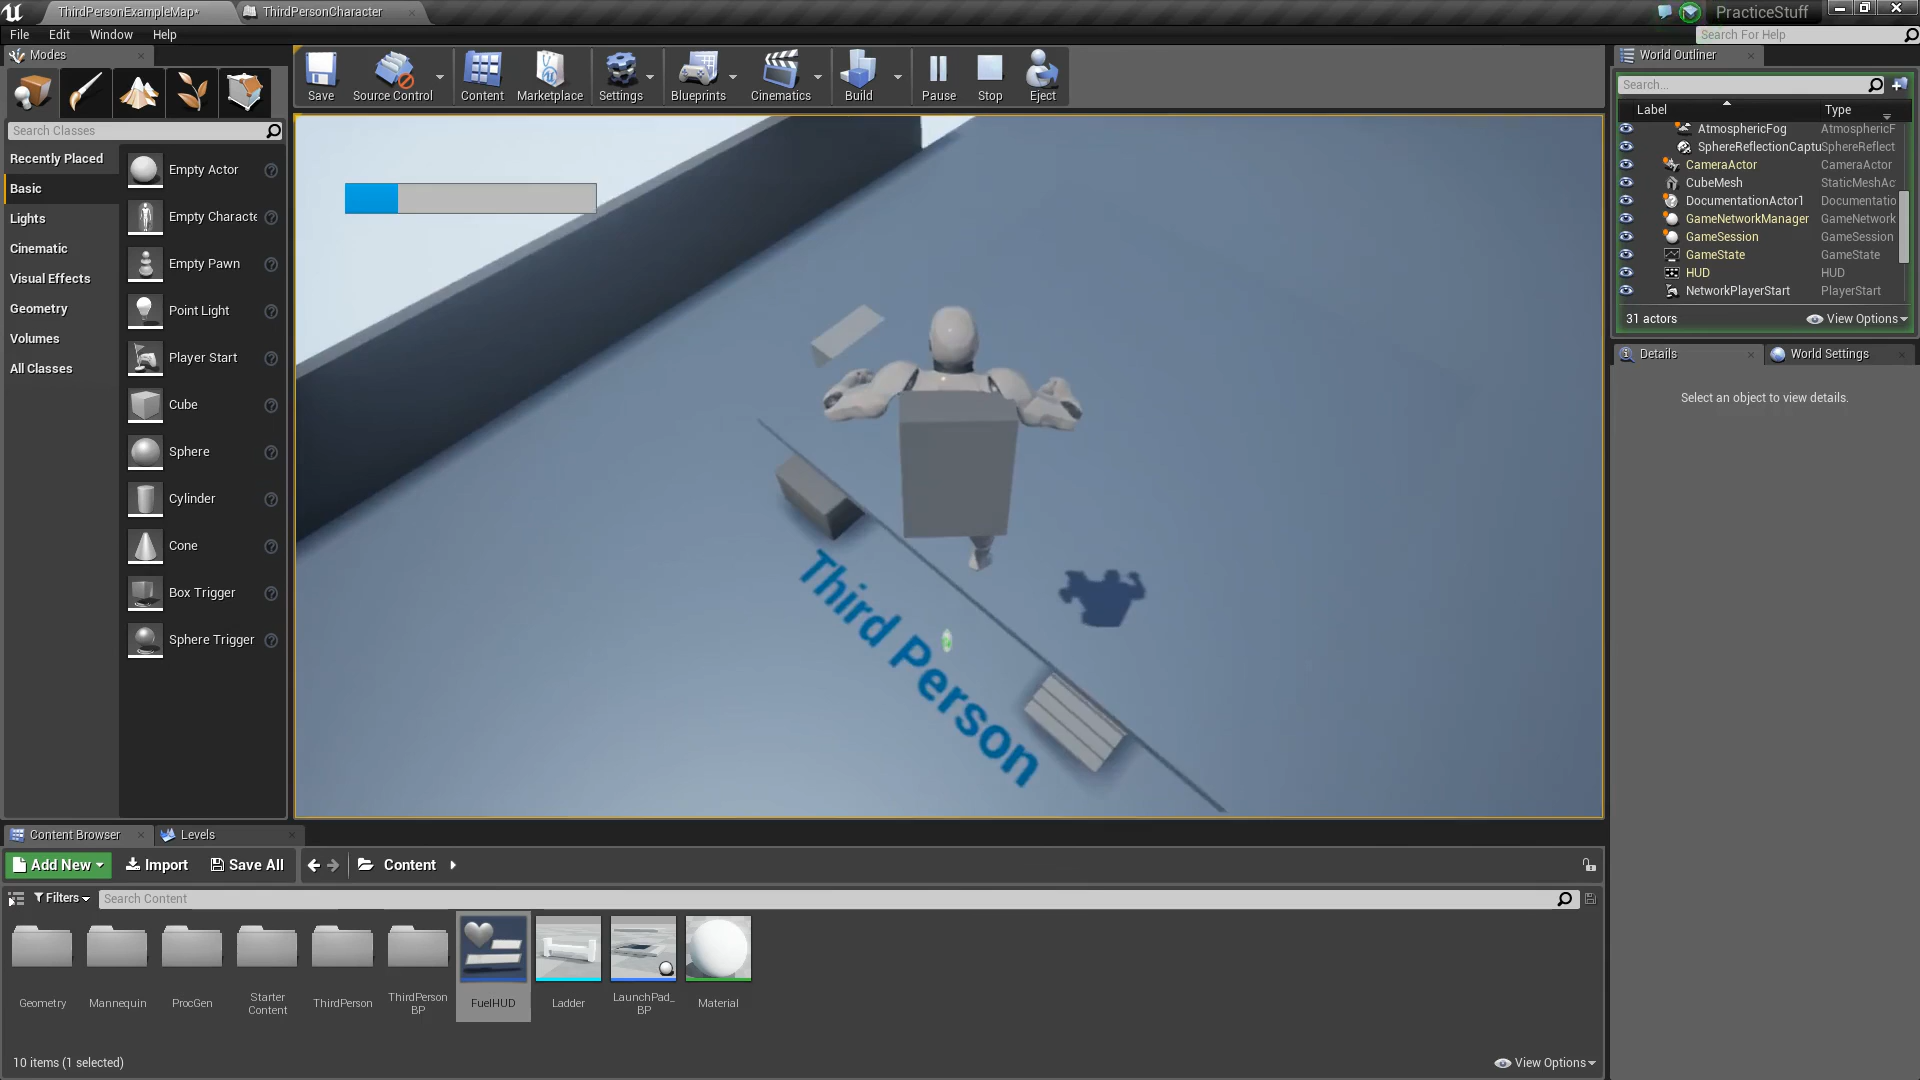 ThirdPersonExampleMap*
ThirdPersonCharacter
PracticeStuff
File Edit Window Help
Search For Help
Modes
Save
Source Control
Content
Marketplace
Settings
Blueprints
Cinematics
Build
Pause
Stop
Eject
Search Classes
Recently Placed
Basic
Lights
Cinematic
Visual Effects
Geometry
Volumes
All Classes
Empty Actor
Empty Characte
Empty Pawn
Point Light
Player Start
Cube
Sphere
Cylinder
Cone
Box Trigger
Sphere Trigger
Third Person
World Outliner
Search...
Label Type
AtmosphericFog AtmosphericF
SphereReflectionCaptu SphereReflect
CameraActor CameraActor
CubeMesh StaticMeshAc
DocumentationActor1 Documentatio
GameNetworkManager GameNetwork
GameSession GameSession
GameState GameState
HUD HUD
NetworkPlayerStart PlayerStart
31 actors View Options
Details World Settings
Select an object to view details.
Content Browser Levels
Add New Import Save All Content
Filters Search Content
Geometry
Mannequin
ProcGen
Starter
Content
ThirdPerson
ThirdPerson
BP
FuelHUD
Ladder
LaunchPad_
BP
Material
10 items (1 selected) View Options